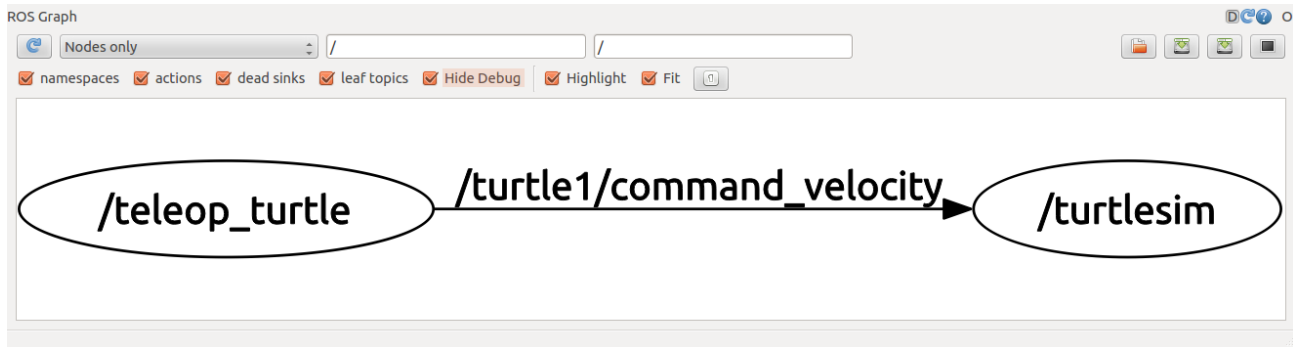 ROS Graph D O
Nodes only / /
namespaces actions dead sinks leaf topics Hide Debug Highlight Fit
/teleop_turtle /turtle1/command_velocity /turtlesim